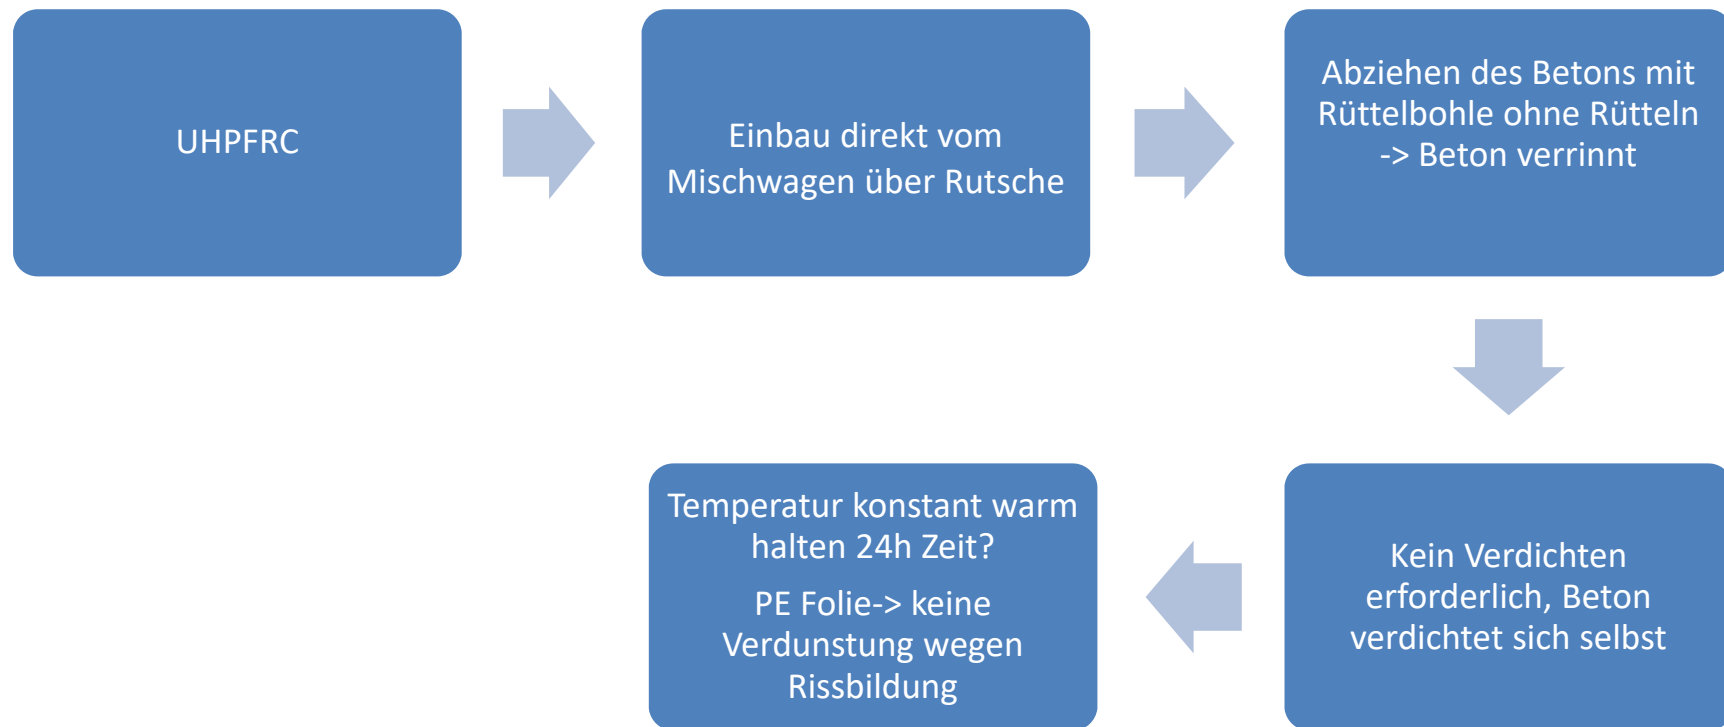 UHPFRC
Einbau direkt vom
Mischwagen über Rutsche
Abziehen des Betons mit
Rüttelbohle ohne Rütteln
-> Beton verrinnt
Kein Verdichten
erforderlich, Beton
verdichtet sich selbst
Temperatur konstant warm
halten 24h Zeit?
PE Folie-> keine
Verdunstung wegen
Rissbildung